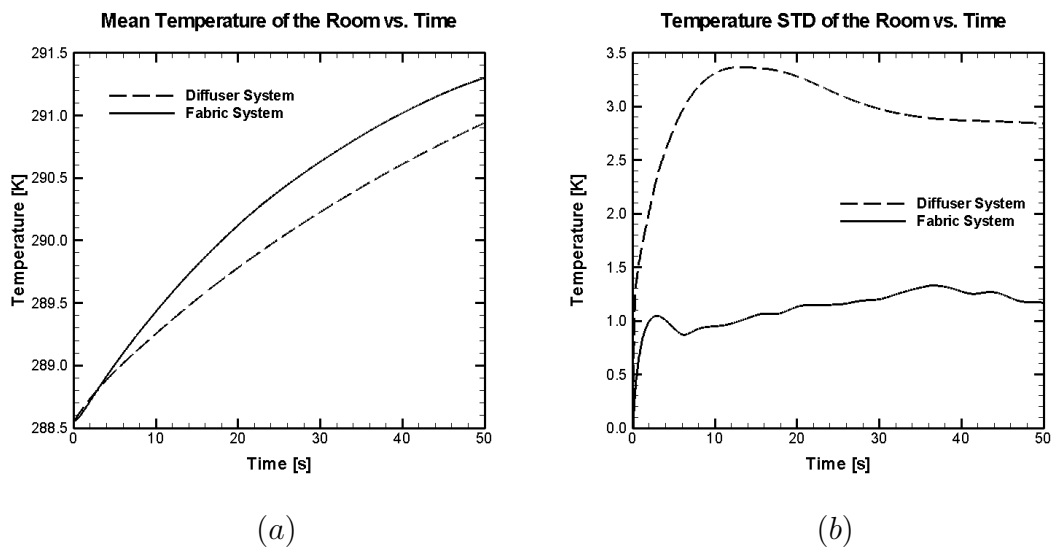 Mean Temperature of the Room vs. Time
291.5
291.0
290.5
290.0
289.5
289.0
288.5
Temperature [K]
Diffuser System
Fabric System
0 10 20 30 40 50
Time [s]
(a)
Temperature STD of the Room vs. Time
3.5
3.0
2.5
2.0
1.5
1.0
0.5
0.0
Temperature [K]
Diffuser System
Fabric System
0 10 20 30 40 50
Time [s]
(b)